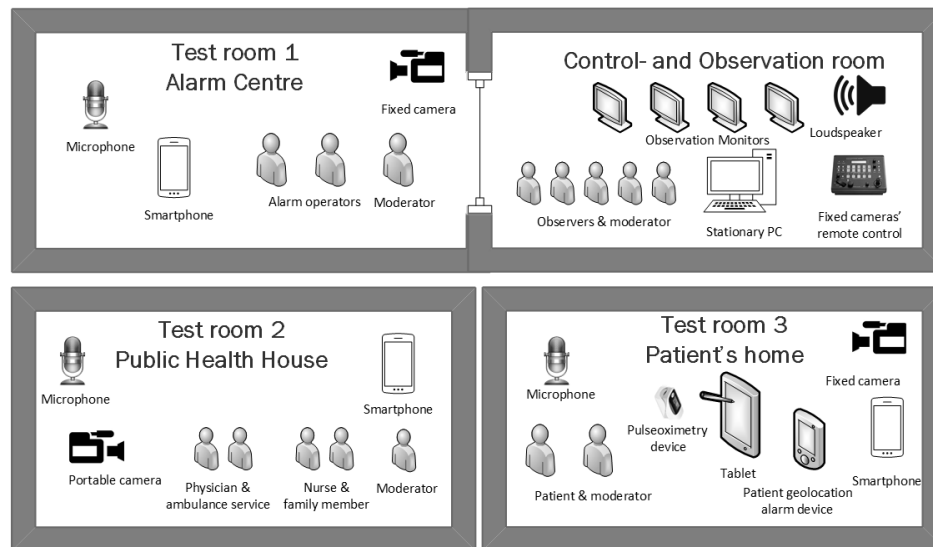 Test room 1
Alarm Centre
Fixed camera
Microphone
Smartphone
Alarm operators
Moderator
Control- and Observation room
Observation Monitors
Loudspeaker
Observers & moderator
Stationary PC
Fixed cameras’
remote control
Test room 2
Public Health House
Microphone
Smartphone
Portable camera
Physician &
ambulance service
Nurse &
family member
Moderator
Test room 3
Patient’s home
Fixed camera
Microphone
Pulseoximetry
device
Tablet
Patient & moderator
Patient geolocation
alarm device
Smartphone